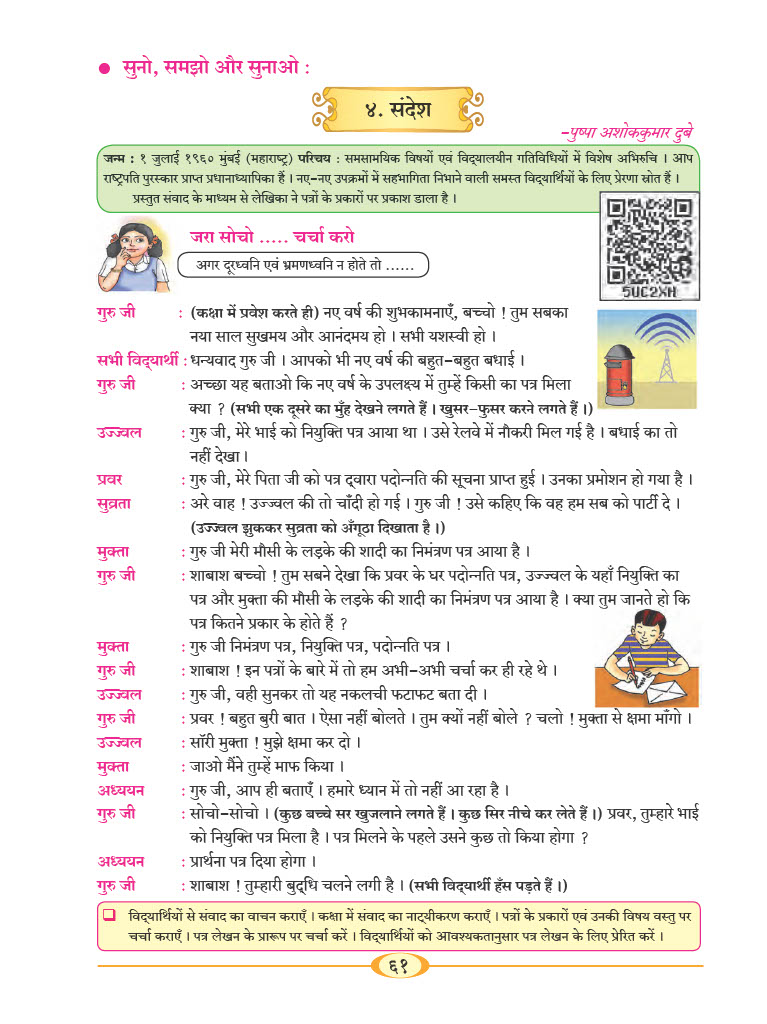 ● सुनो, समझो और सुनाओ :
४. संदेश
–पुष्पा अशोककुमार दुबे
जन्म : १ जुलाई १९६० मुंबई (महाराष्ट्र) परिचय : समसामयिक विषयों एवं विद्‍यालयीन गतिविधियों में विशेष अभिरुचि । आप
राष्ट्रपति पुरस्कार प्राप्त प्रधानाध्यापिका हैं । नए–नए उपक्रमों में सहभागिता निभाने वाली समस्त विद्‍यार्थियों के लिए प्रेरणा स्रोत हैं ।
प्रस्तुत संवाद के माध्यम से लेखिका ने पत्रों के प्रकारों पर प्रकाश डाला है ।
5UC2XH
जरा सोचो ..... चर्चा करो
अगर दूरध्वनि एवं भ्रमणध्वनि न होते तो ......
गुरु जी : (कक्षा में प्रवेश करते ही) नए वर्ष की शुभकामनाएँ, बच्चो ! तुम सबका
नया साल सुखमय और आनंदमय हो । सभी यशस्वी हो ।
सभी विद्‍यार्थी : धन्यवाद गुरु जी । आपको भी नए वर्ष की बहुत–बहुत बधाई ।
गुरु जी : अच्छा यह बताओ कि नए वर्ष के उपलक्ष्य में तुम्हें किसी का पत्र मिला
क्या ? (सभी एक दूसरे का मुँह देखने लगते हैं । खुसर–फुसर करने लगते हैं ।)
उज्ज्वल : गुरु जी, मेरे भाई को नियुक्ति पत्र आया था । उसे रेलवे में नौकरी मिल गई है । बधाई का तो
नहीं देखा ।
प्रवर : गुरु जी, मेरे पिता जी को पत्र द्‍वारा पदोन्नति की सूचना प्राप्त हुई । उनका प्रमोशन हो गया है ।
सुव्रता : अरे वाह ! उज्ज्वल की तो चाँदी हो गई । गुरु जी ! उसे कहिए कि वह हम सब को पार्टी दे ।
(उज्ज्वल झुककर सुव्रता को अँगूठा दिखाता है ।)
मुक्ता : गुरु जी मेरी मौसी के लड़के की शादी का निमंत्रण पत्र आया है ।
गुरु जी : शाबाश बच्चो ! तुम सबने देखा कि प्रवर के घर पदोन्नति पत्र, उज्ज्वल के यहाँ नियुक्ति का
पत्र और मुक्ता की मौसी के लड़के की शादी का निमंत्रण पत्र आया है । क्या तुम जानते हो कि
पत्र कितने प्रकार के होते हैं ?
मुक्ता : गुरु जी निमंत्रण पत्र, नियुक्ति पत्र, पदोन्नति पत्र ।
गुरु जी : शाबाश ! इन पत्रों के बारे में तो हम अभी–अभी चर्चा कर ही रहे थे ।
उज्ज्वल : गुरु जी, वही सुनकर तो यह नकलची फटाफट बता दी ।
गुरु जी : प्रवर ! बहुत बुरी बात । ऐसा नहीं बोलते । तुम क्यों नहीं बोले ? चलो ! मुक्ता से क्षमा माँगो ।
उज्ज्वल : सॉरी मुक्ता ! मुझे क्षमा कर दो ।
मुक्ता : जाओ मैंने तुम्हें माफ किया ।
अध्ययन : गुरु जी, आप ही बताएँ । हमारे ध्यान में तो नहीं आ रहा है ।
गुरु जी : सोचो–सोचो । (कुछ बच्चे सर खुजलाने लगते हैं । कुछ सिर नीचे कर लेते हैं ।) प्रवर, तुम्हारे भाई
को नियुक्ति पत्र मिला है । पत्र मिलने के पहले उसने कुछ तो किया होगा ?
अध्ययन : प्रार्थना पत्र दिया होगा ।
गुरु जी : शाबाश ! तुम्हारी बुद्‍धि चलने लगी है । (सभी विद्‍यार्थी हँस पड़ते हैं ।)
❑ विद्‍यार्थियों से संवाद का वाचन कराएँ । कक्षा में संवाद का नाट्यीकरण कराएँ । पत्रों के प्रकारों एवं उनकी विषय वस्तु पर
चर्चा कराएँ । पत्र लेखन के प्रारूप पर चर्चा करें । विद्‍यार्थियों को आवश्यकतानुसार पत्र लेखन के लिए प्रेरित करें ।
६१